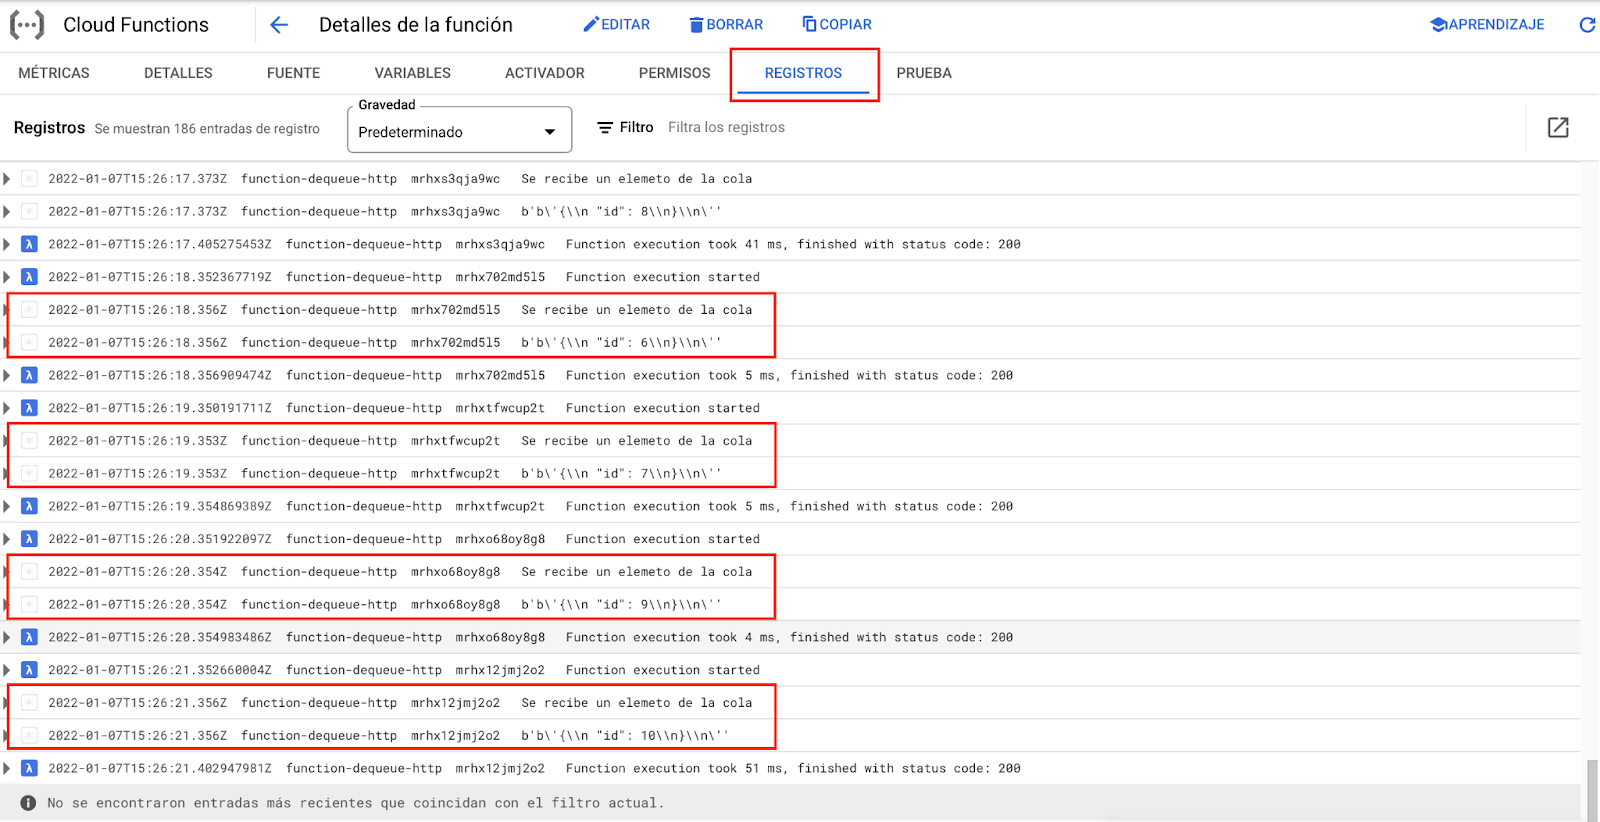 Cloud Functions Detalles de la función EDITAR BORRAR COPIAR APRENDIZAJE
MÉTRICAS DETALLES FUENTE VARIABLES ACTIVADOR PERMISOS REGISTROS PRUEBA
Gravedad
Registros Se muestran 186 entradas de registro Predeterminado Filtro Filtra los registros
2022-01-07T15:26:17.373Z function-dequeue-http mrhxs3qja9wc Se recibe un elemeto de la cola
2022-01-07T15:26:17.373Z function-dequeue-http mrhxs3qja9wc b'b\'{\\n "id": 8\\n}\\n\''
2022-01-07T15:26:17.405275453Z function-dequeue-http mrhxs3qja9wc Function execution took 41 ms, finished with status code: 200
2022-01-07T15:26:18.352367719Z function-dequeue-http mrhx702md5l5 Function execution started
2022-01-07T15:26:18.356Z function-dequeue-http mrhx702md5l5 Se recibe un elemeto de la cola
2022-01-07T15:26:18.356Z function-dequeue-http mrhx702md5l5 b'b\'{\\n "id": 6\\n}\\n\''
2022-01-07T15:26:18.356909474Z function-dequeue-http mrhx702md5l5 Function execution took 5 ms, finished with status code: 200
2022-01-07T15:26:19.350191711Z function-dequeue-http mrhxtfwcup2t Function execution started
2022-01-07T15:26:19.353Z function-dequeue-http mrhxtfwcup2t Se recibe un elemeto de la cola
2022-01-07T15:26:19.353Z function-dequeue-http mrhxtfwcup2t b'b\'{\\n "id": 7\\n}\\n\''
2022-01-07T15:26:19.354869389Z function-dequeue-http mrhxtfwcup2t Function execution took 5 ms, finished with status code: 200
2022-01-07T15:26:20.351922097Z function-dequeue-http mrhxo68oy8g8 Function execution started
2022-01-07T15:26:20.354Z function-dequeue-http mrhxo68oy8g8 Se recibe un elemeto de la cola
2022-01-07T15:26:20.354Z function-dequeue-http mrhxo68oy8g8 b'b\'{\\n "id": 9\\n}\\n\''
2022-01-07T15:26:20.354983486Z function-dequeue-http mrhxo68oy8g8 Function execution took 4 ms, finished with status code: 200
2022-01-07T15:26:21.352660004Z function-dequeue-http mrhx12jmj2o2 Function execution started
2022-01-07T15:26:21.356Z function-dequeue-http mrhx12jmj2o2 Se recibe un elemeto de la cola
2022-01-07T15:26:21.356Z function-dequeue-http mrhx12jmj2o2 b'b\'{\\n "id": 10\\n}\\n\''
2022-01-07T15:26:21.402947981Z function-dequeue-http mrhx12jmj2o2 Function execution took 51 ms, finished with status code: 200
No se encontraron entradas más recientes que coincidan con el filtro actual.